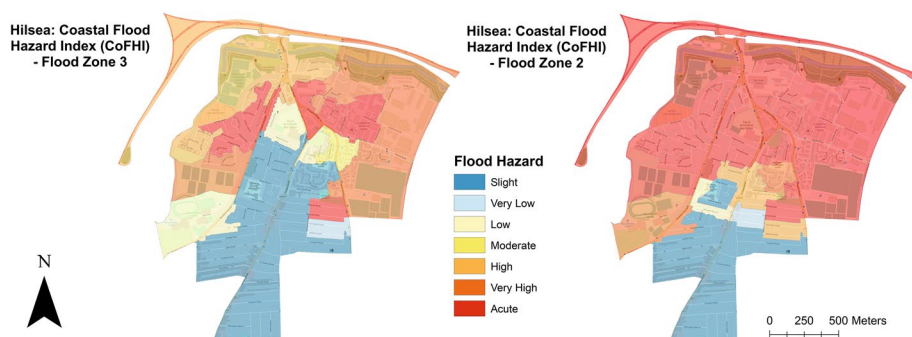 Hilsea: Coastal Flood
Hazard Index (CoFHI)
- Flood Zone 3
Hilsea: Coastal Flood
Hazard Index (CoFHI)
- Flood Zone 2
Flood Hazard
Slight
Very Low
Low
Moderate
High
Very High
Acute
N
0 250 500 Meters